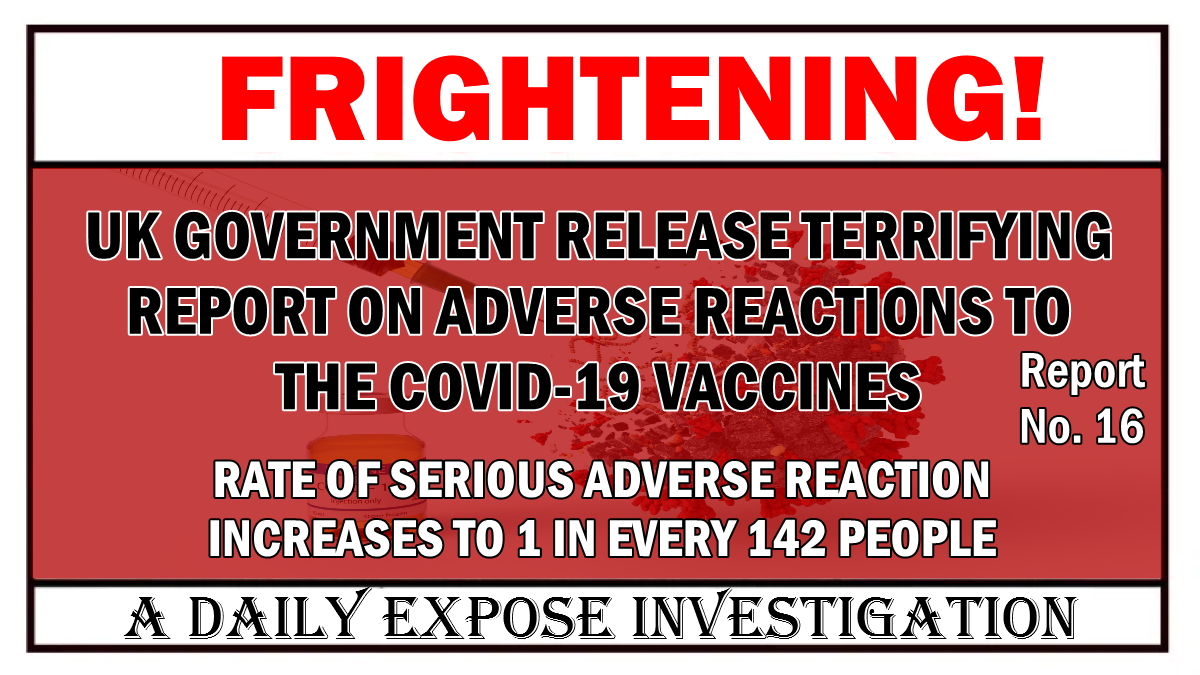 FRIGHTENING!
UK GOVERNMENT RELEASE TERRIFYING
REPORT ON ADVERSE REACTIONS TO
THE COVID-19 VACCINES
Report
No. 16
RATE OF SERIOUS ADVERSE REACTION
INCREASES TO 1 IN EVERY 142 PEOPLE
A DAILY EXPOSE INVESTIGATION